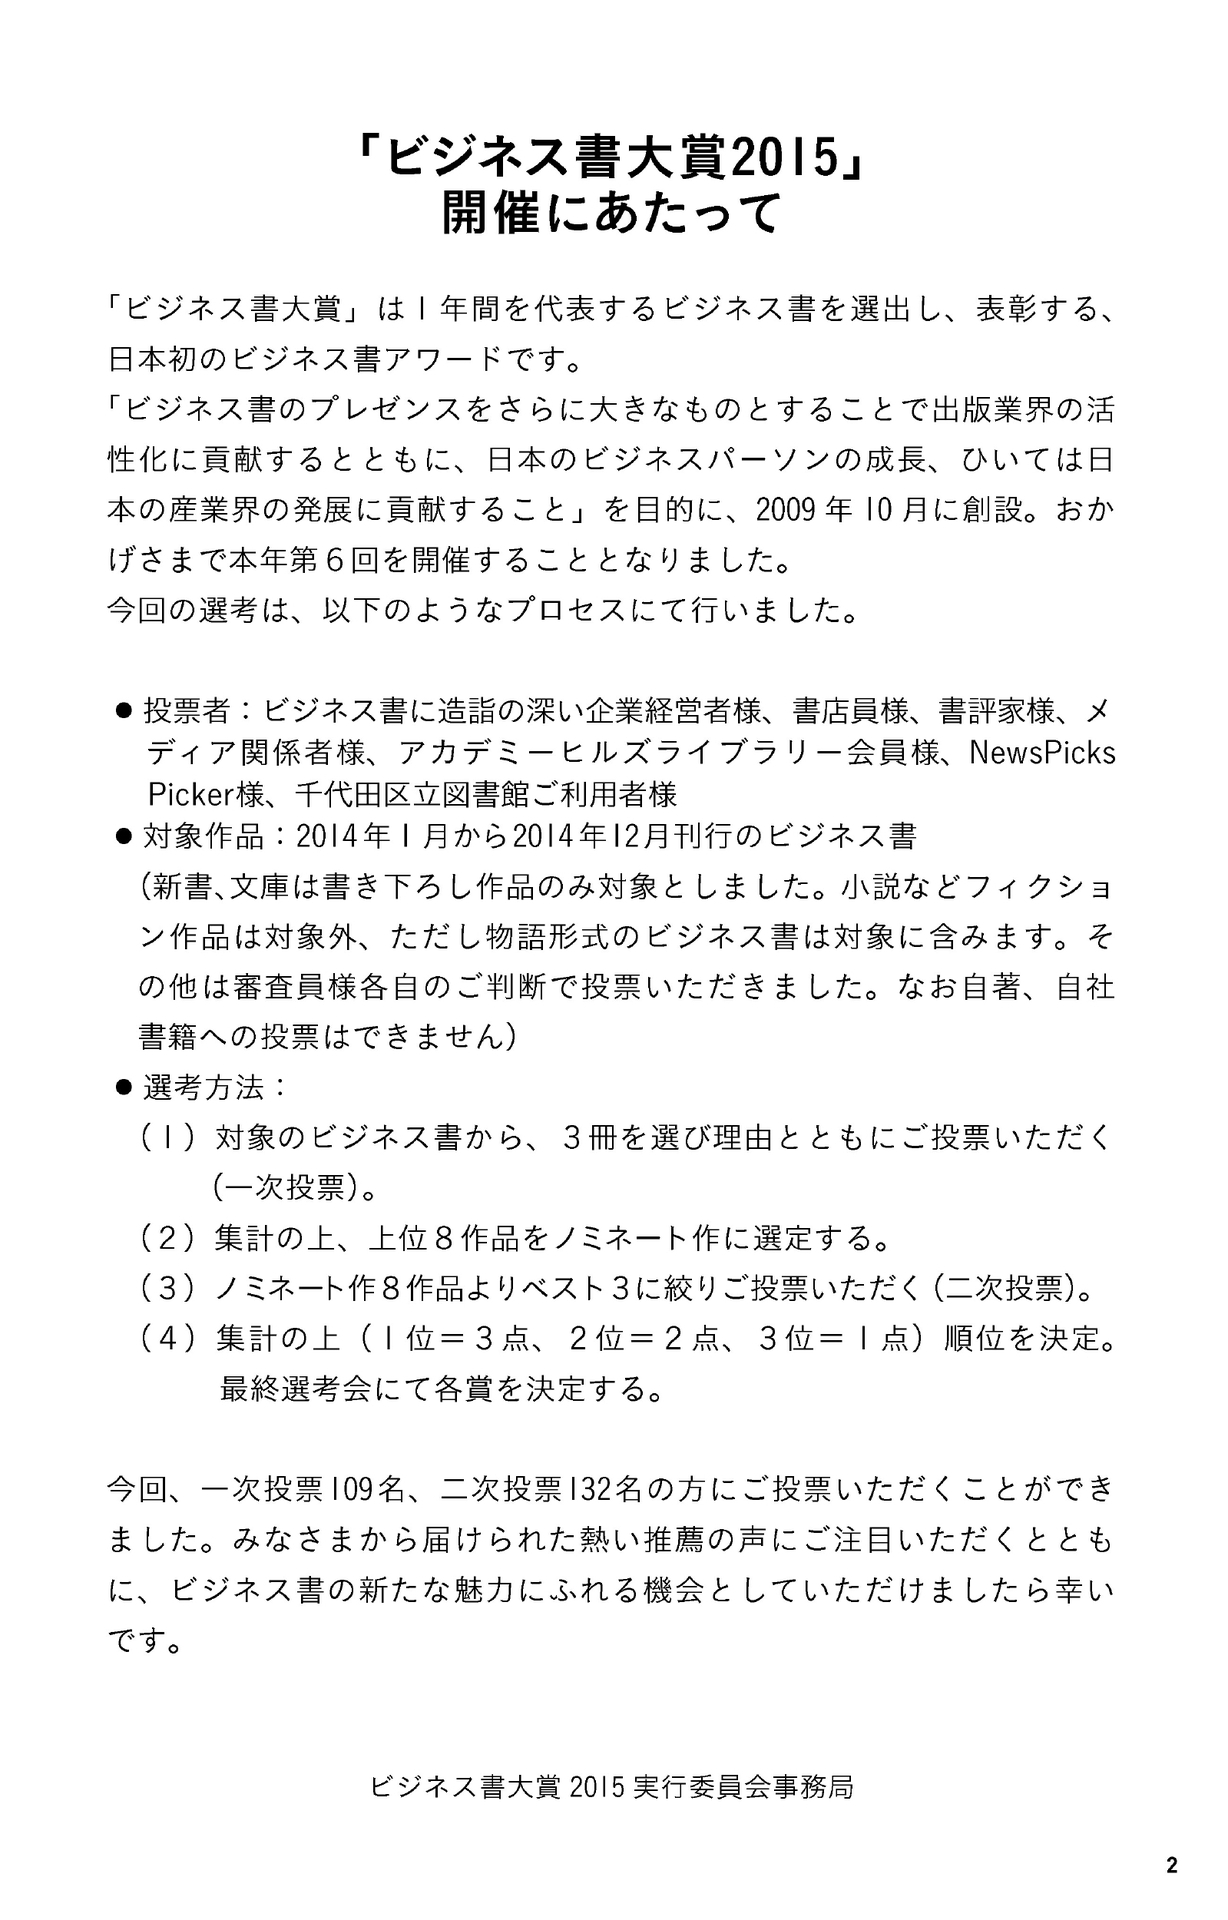 「ビジネス書大賞2015」
開催にあたって
「ビジネス書大賞」は1年間を代表するビジネス書を選出し、表彰する、
日本初のビジネス書アワードです。
「ビジネス書のプレゼンスをさらに大きなものとすることで出版業界の活
性化に貢献するとともに、日本のビジネスパーソンの成長、ひいては日
本の産業界の発展に貢献すること」を目的に、2009年10月に創設。おか
げさまで本年第6回を開催することとなりました。
今回の選考は、以下のようなプロセスにて行いました。
●投票者：ビジネス書に造詣の深い企業経営者様、書店員様、書評家様、メ
ディア関係者様、アカデミーヒルズライブラリー会員様、NewsPicks
Picker様、千代田区立図書館ご利用者様
●対象作品：2014年1月から2014年12月刊行のビジネス書
（新書、文庫は書き下ろし作品のみ対象としました。小説などフィクショ
ン作品は対象外、ただし物語形式のビジネス書は対象に含みます。そ
の他は審査員様各自のご判断で投票いただきました。なお自著、自社
書籍への投票はできません）
●選考方法：
（1）対象のビジネス書から、3冊を選び理由とともにご投票いただく
（一次投票）。
（2）集計の上、上位8作品をノミネート作に選定する。
（3）ノミネート作8作品よりベスト3に絞りご投票いただく（二次投票）。
（4）集計の上（1位＝3点、2位＝2点、3位＝1点）順位を決定。
最終選考会にて各賞を決定する。
今回、一次投票109名、二次投票132名の方にご投票いただくことができ
ました。みなさまから届けられた熱い推薦の声にご注目いただくととも
に、ビジネス書の新たな魅力にふれる機会としていただけましたら幸い
です。
ビジネス書大賞 2015 実行委員会事務局
2